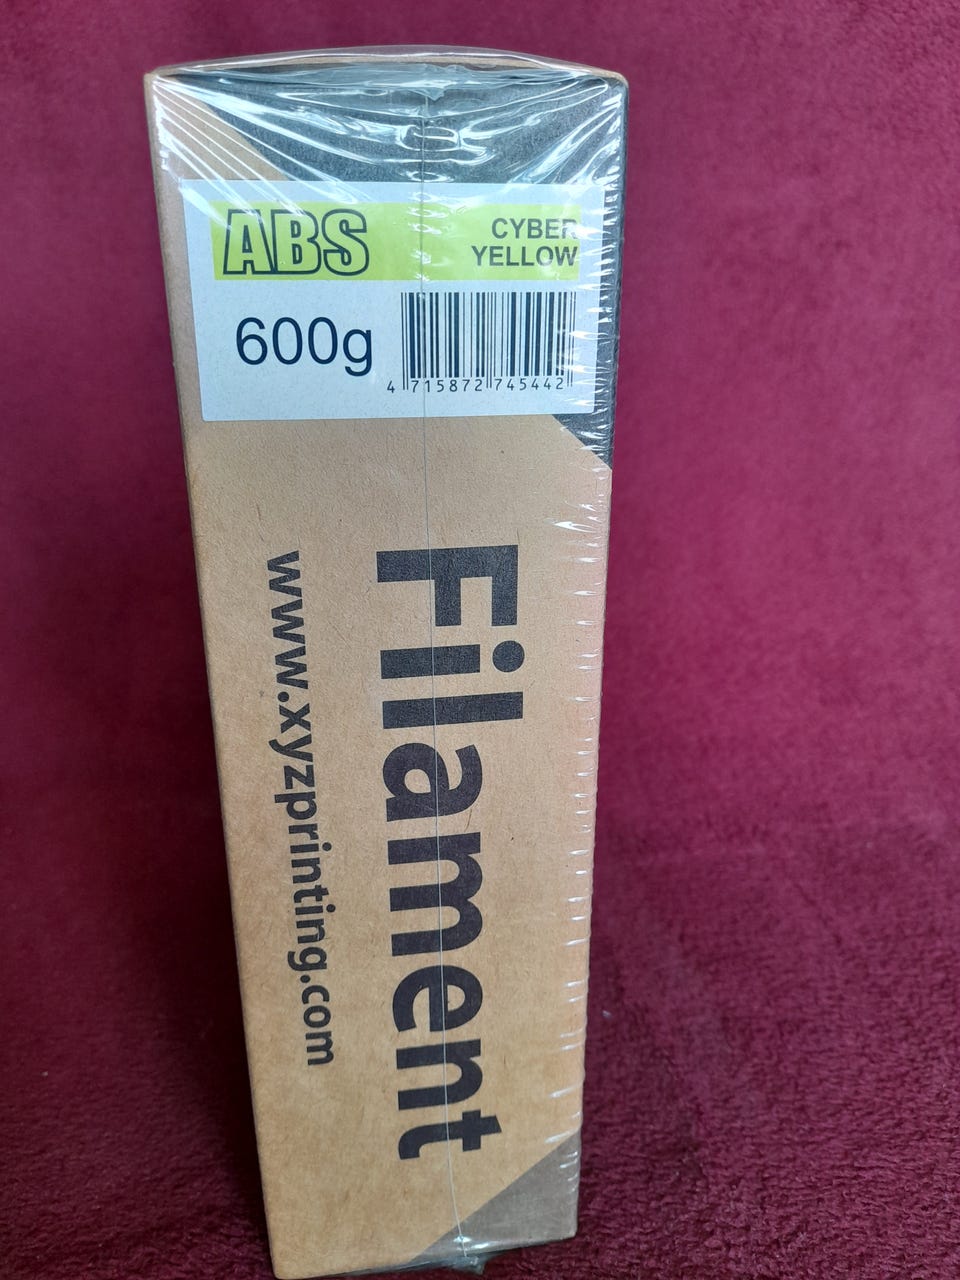 ABS
CYBER
YELLOW
600g
4 715872 745442
Filament
www.xyzprinting.com